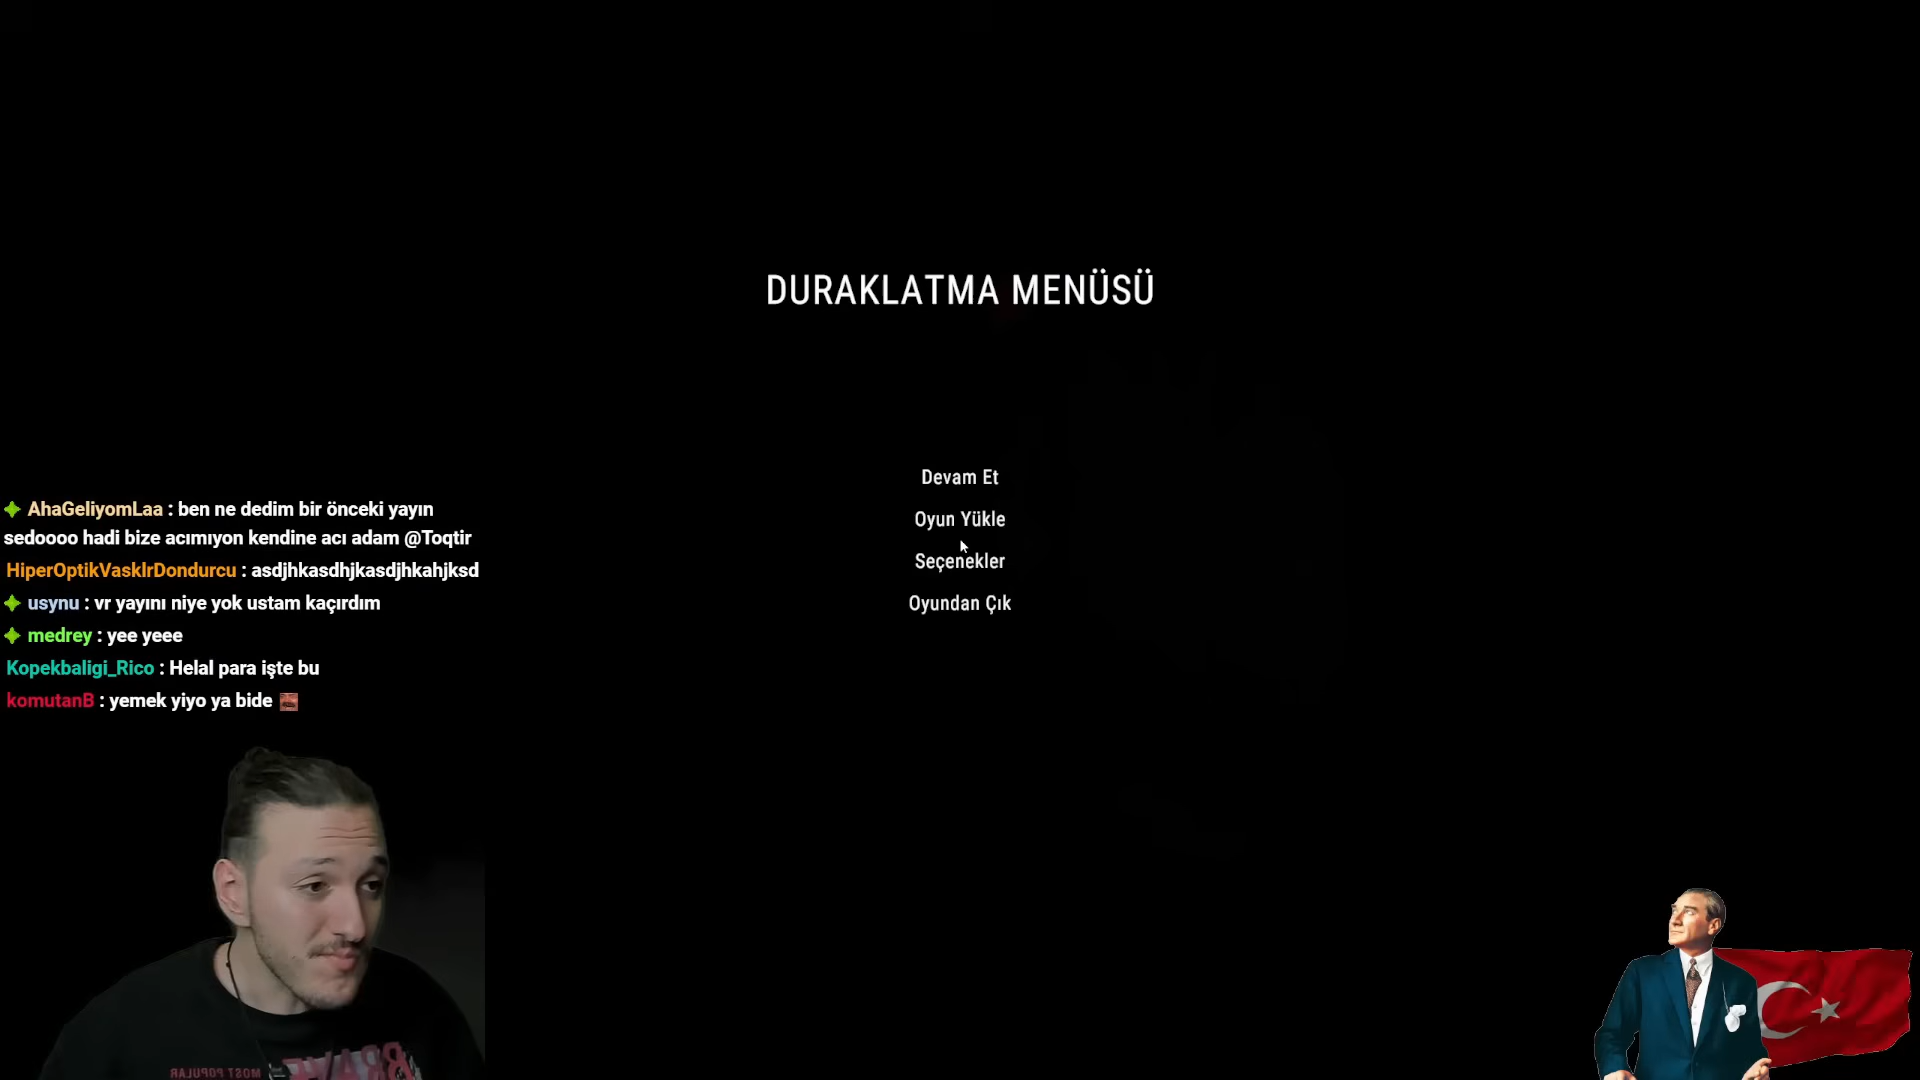 DURAKLATMA MENÜSÜ
Devam Et
Oyun Yükle
Seçenekler
Oyundan Çık
AhaGeliyomLaa : ben ne dedim bir önceki yayın
sedoooo hadi bize acımıyon kendine acı adam @Toqtir
HiperOptikVasklrDondurcu : asdjhkasdhjkasdjhkahjksd
usynu : vr yayını niye yok ustam kaçırdım
medrey : yee yeee
Kopekbaligi_Rico : Helal para işte bu
komutanB : yemek yiyo ya bide
MOST POPULAR